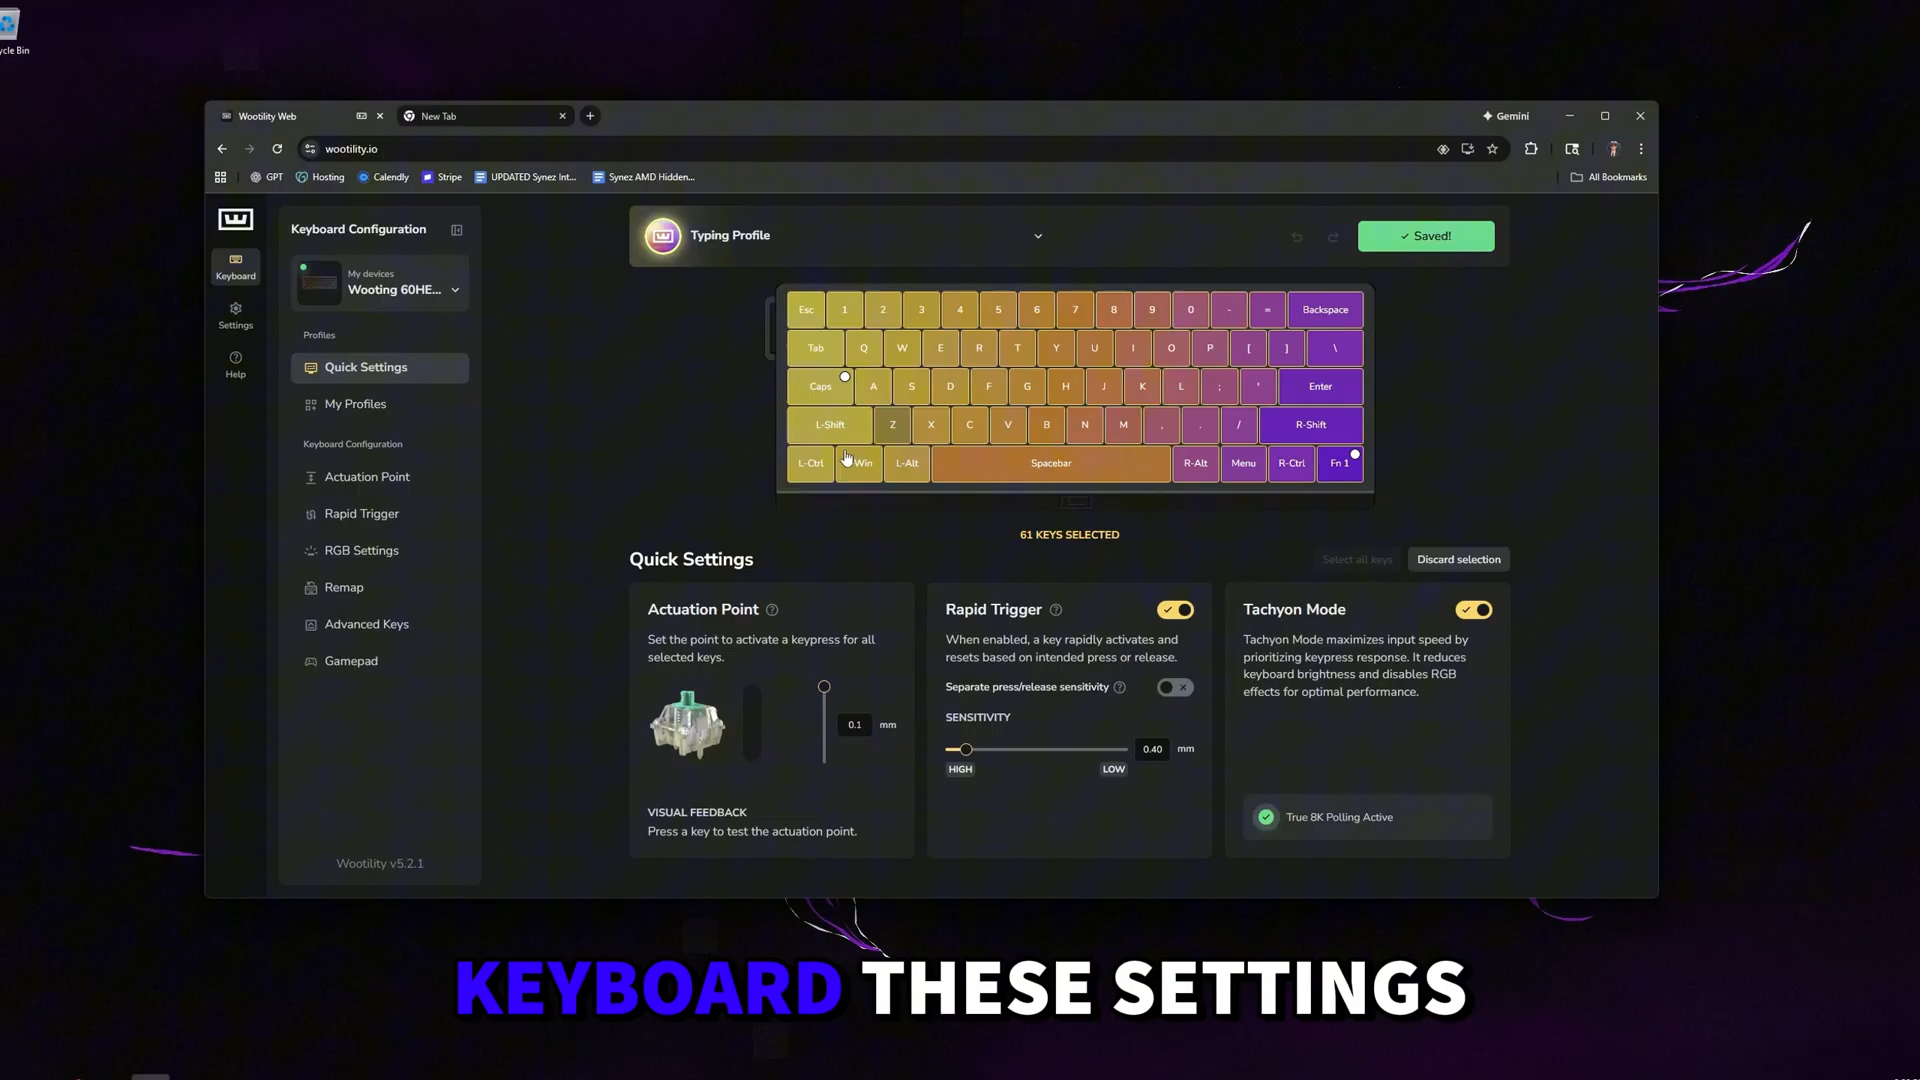 cycle Bin
Wootility Web
New Tab
Gemini
wootility.io
GPT
Hosting
Calendly
Stripe
UPDATED Synez Int...
Synez AMD Hidden...
All Bookmarks
Keyboard
Settings
Help
Keyboard Configuration
My devices
Wooting 60HE...
Profiles
Quick Settings
My Profiles
Keyboard Configuration
Actuation Point
Rapid Trigger
RGB Settings
Remap
Advanced Keys
Gamepad
Wootility v5.2.1
Typing Profile
Saved!
Esc 1 2 3 4 5 6 7 8 9 0 - = Backspace
Tab Q W E R T Y U I O P [ ] \
Caps A S D F G H J K L ; ' Enter
L-Shift Z X C V B N M , . / R-Shift
L-Ctrl Win L-Alt Spacebar R-Alt Menu R-Ctrl Fn 1
61 KEYS SELECTED
Quick Settings
Select all keys
Discard selection
Actuation Point
Set the point to activate a keypress for all
selected keys.
0.1 mm
VISUAL FEEDBACK
Press a key to test the actuation point.
Rapid Trigger
When enabled, a key rapidly activates and
resets based on intended press or release.
Separate press/release sensitivity
SENSITIVITY
0.40 mm
HIGH
LOW
Tachyon Mode
Tachyon Mode maximizes input speed by
prioritizing keypress response. It reduces
keyboard brightness and disables RGB
effects for optimal performance.
True 8K Polling Active
KEYBOARD THESE SETTINGS